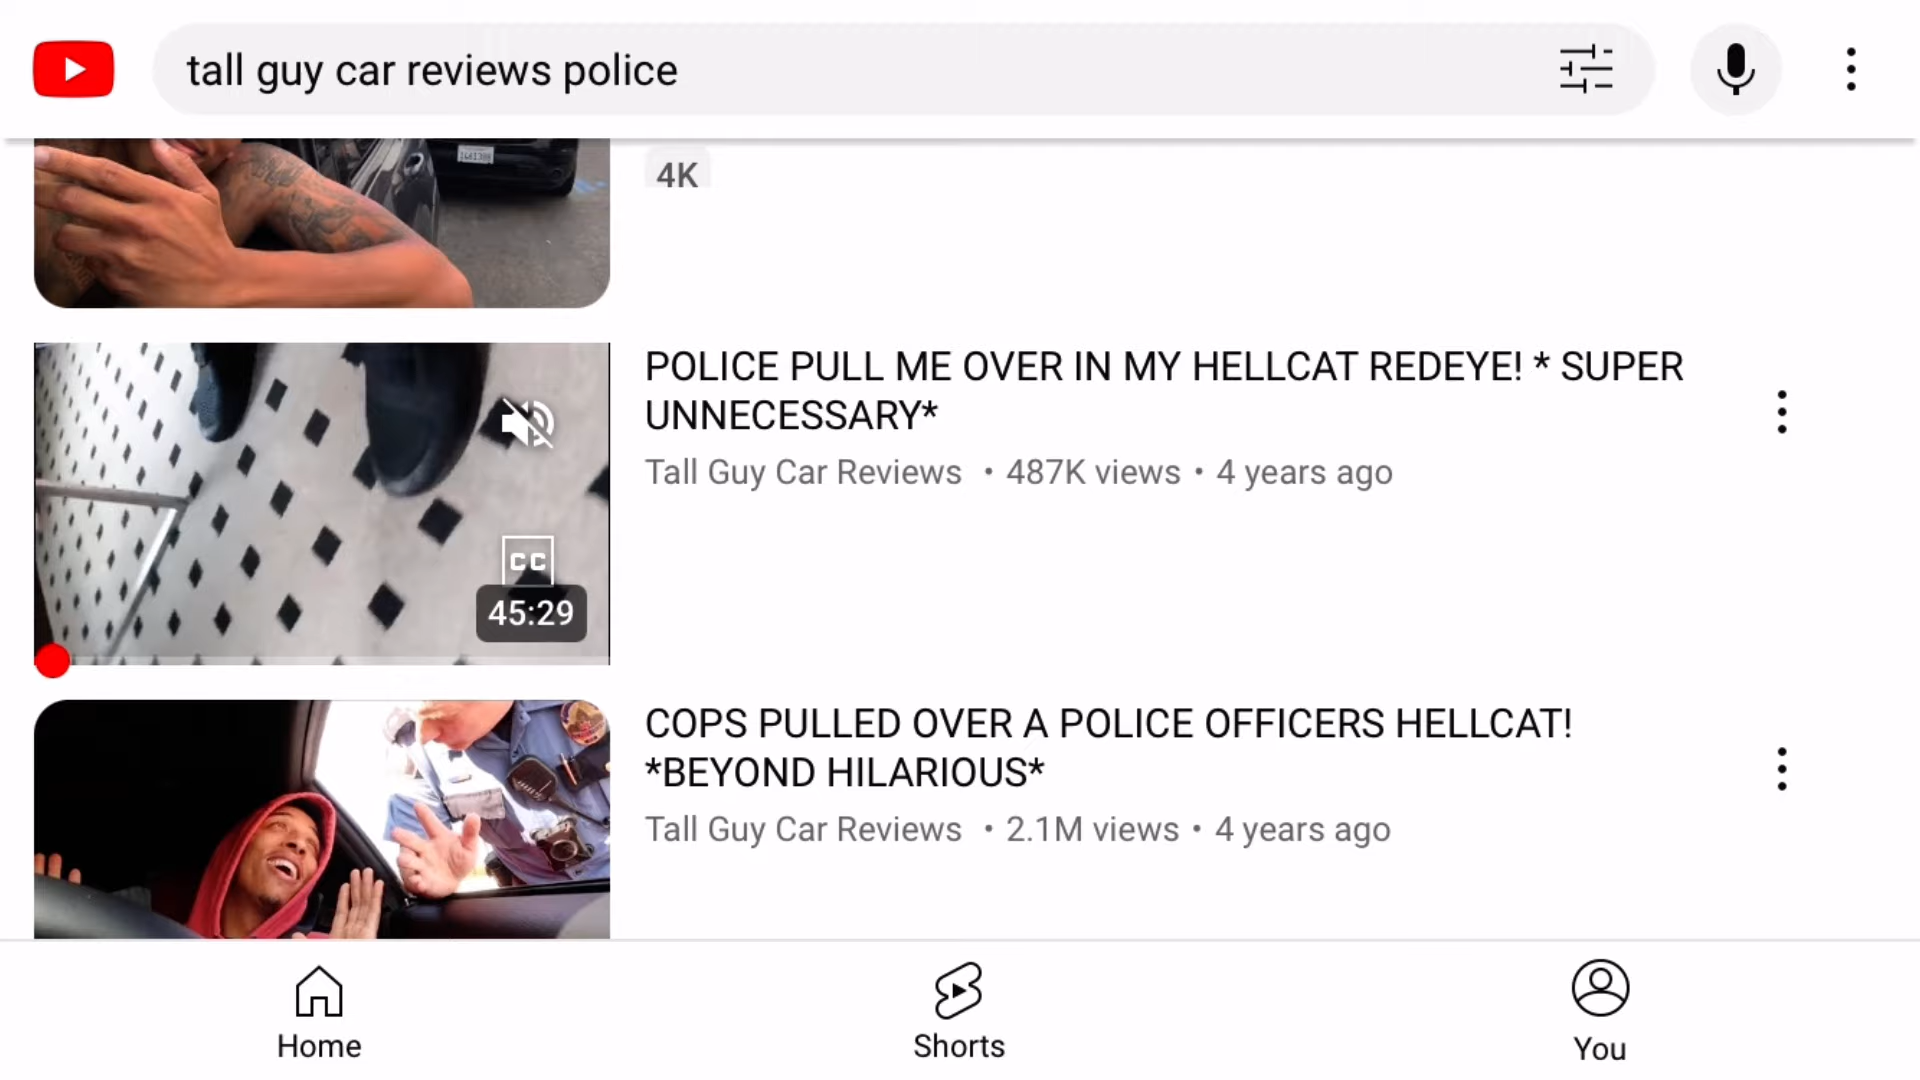 tall guy car reviews police
4K
POLICE PULL ME OVER IN MY HELLCAT REDEYE! * SUPER
UNNECESSARY*
Tall Guy Car Reviews • 487K views • 4 years ago
CC
45:29
COPS PULLED OVER A POLICE OFFICERS HELLCAT!
*BEYOND HILARIOUS*
Tall Guy Car Reviews • 2.1M views • 4 years ago
Home
Shorts
You